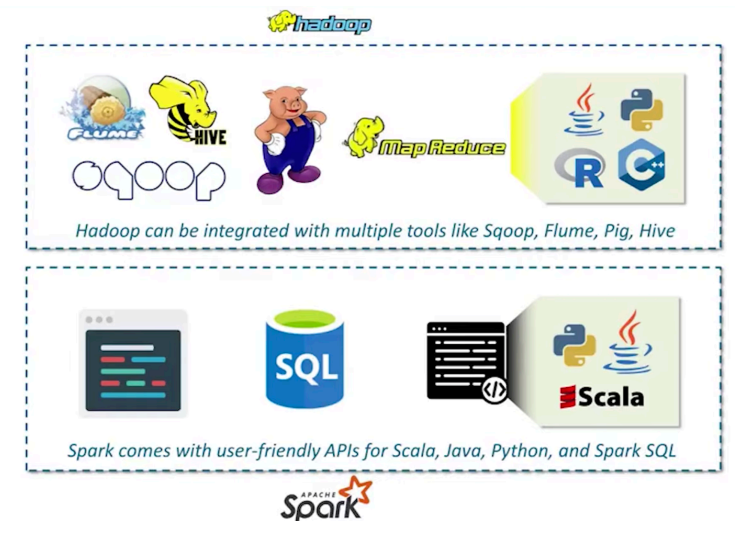 hadoop
FLUME
HIVE
sqoop
Map Reduce
R
C++
Hadoop can be integrated with multiple tools like Sqoop, Flume, Pig, Hive
SQL
</>
Scala
Spark comes with user-friendly APIs for Scala, Java, Python, and Spark SQL
APACHE
Spark